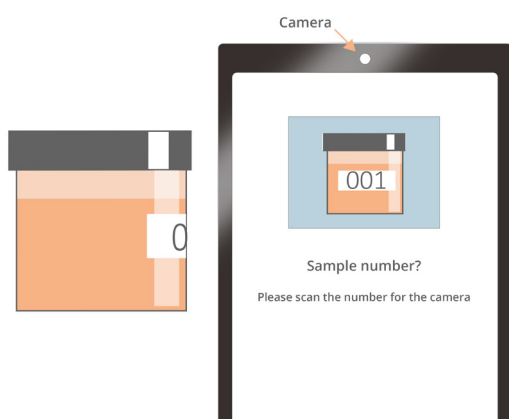 Camera
001
0
Sample number?
Please scan the number for the camera